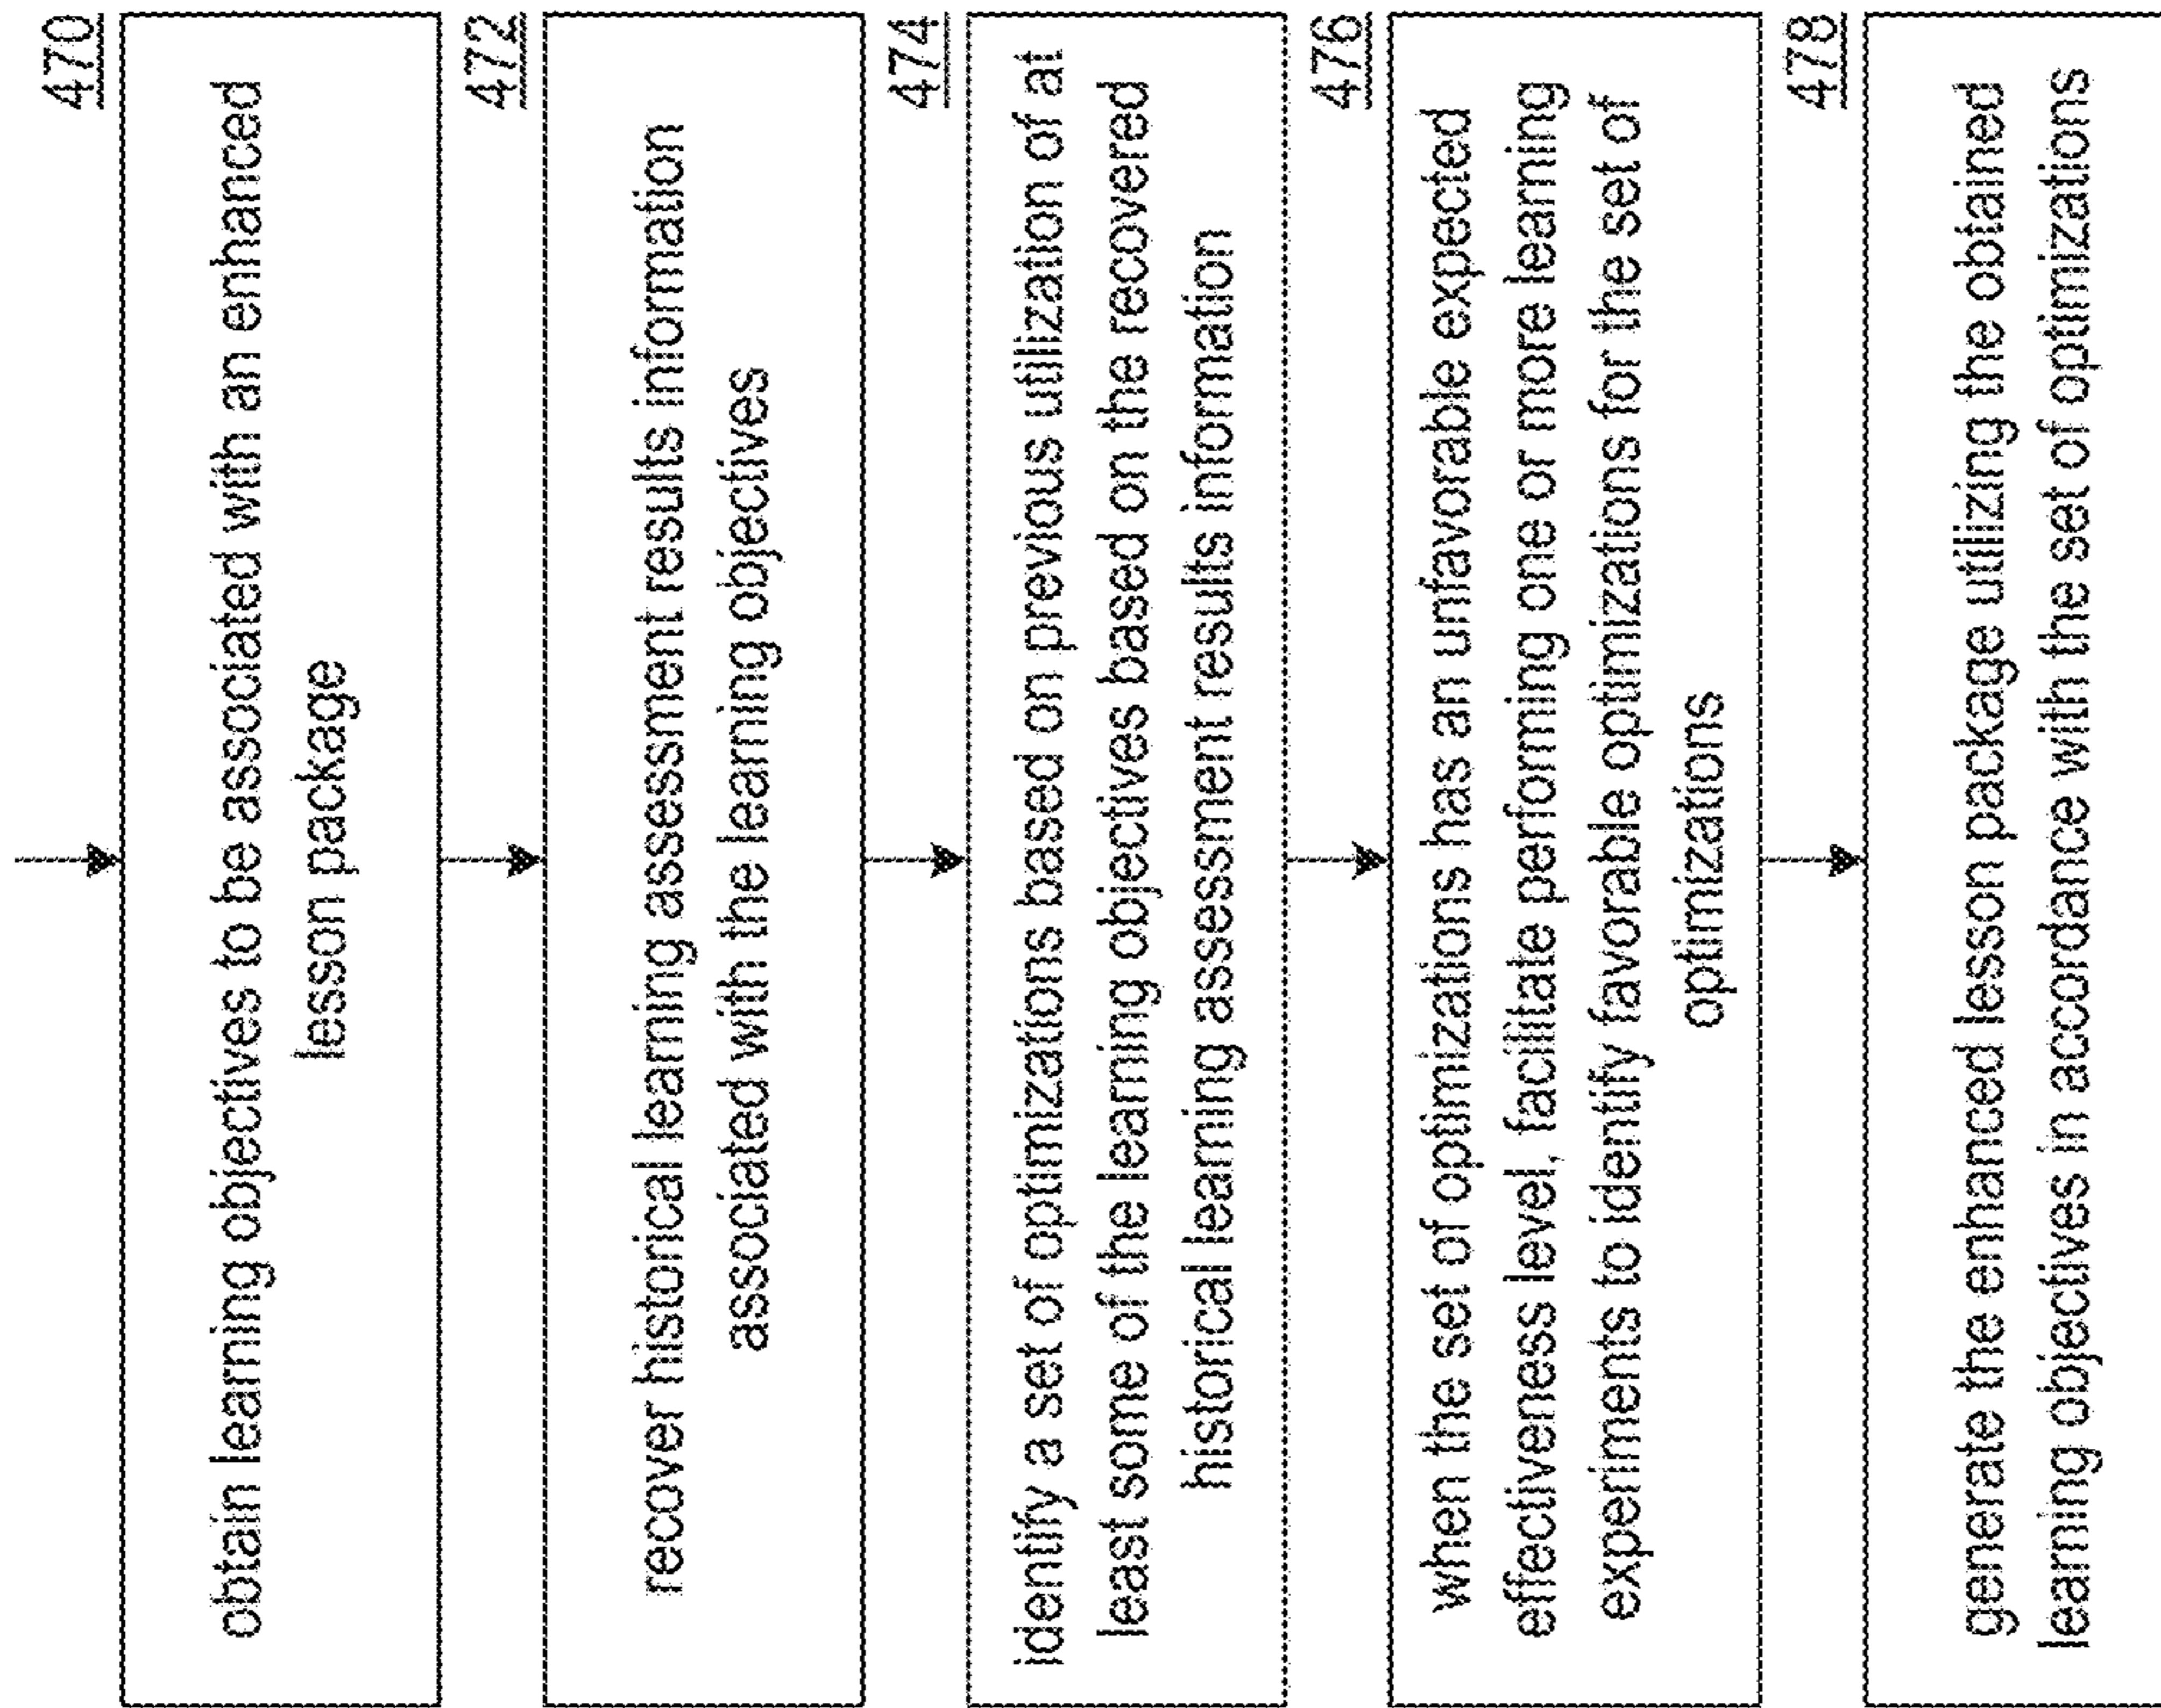 470
obtain learning objectives to be associated with an enhanced
lesson package
472
recover historical learning assessment results information
associated with the learning objectives
474
identify a set of optimizations based on previous utilization of at
least some of the learning objectives based on the recovered
historical learning assessment results information
476
when the set of optimizations has an unfavorable expected
effectiveness level, facilitate performing one or more learning
experiments to identify favorable optimizations for the set of
optimizations
478
generate the enhanced lesson package utilizing the obtained
learning objectives in accordance with the set of optimizations